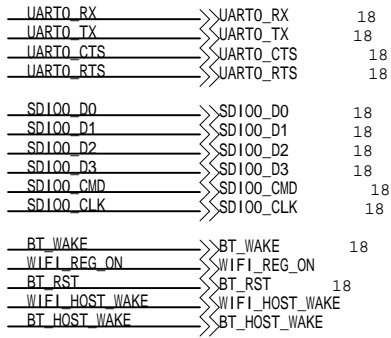 UART0_RX UART0_RX 18
UART0_TX UART0_TX 18
UART0_CTS UART0_CTS 18
UART0_RTS UART0_RTS 18
SDIO0_D0 SDIO0_D0 18
SDIO0_D1 SDIO0_D1 18
SDIO0_D2 SDIO0_D2 18
SDIO0_D3 SDIO0_D3 18
SDIO0_CMD SDIO0_CMD 18
SDIO0_CLK SDIO0_CLK 18
BT_WAKE BT_WAKE 18
WIFI_REG_ON WIFI_REG_ON
BT_RST BT_RST 18
WIFI_HOST_WAKE WIFI_HOST_WAKE
BT_HOST_WAKE BT_HOST_WAKE